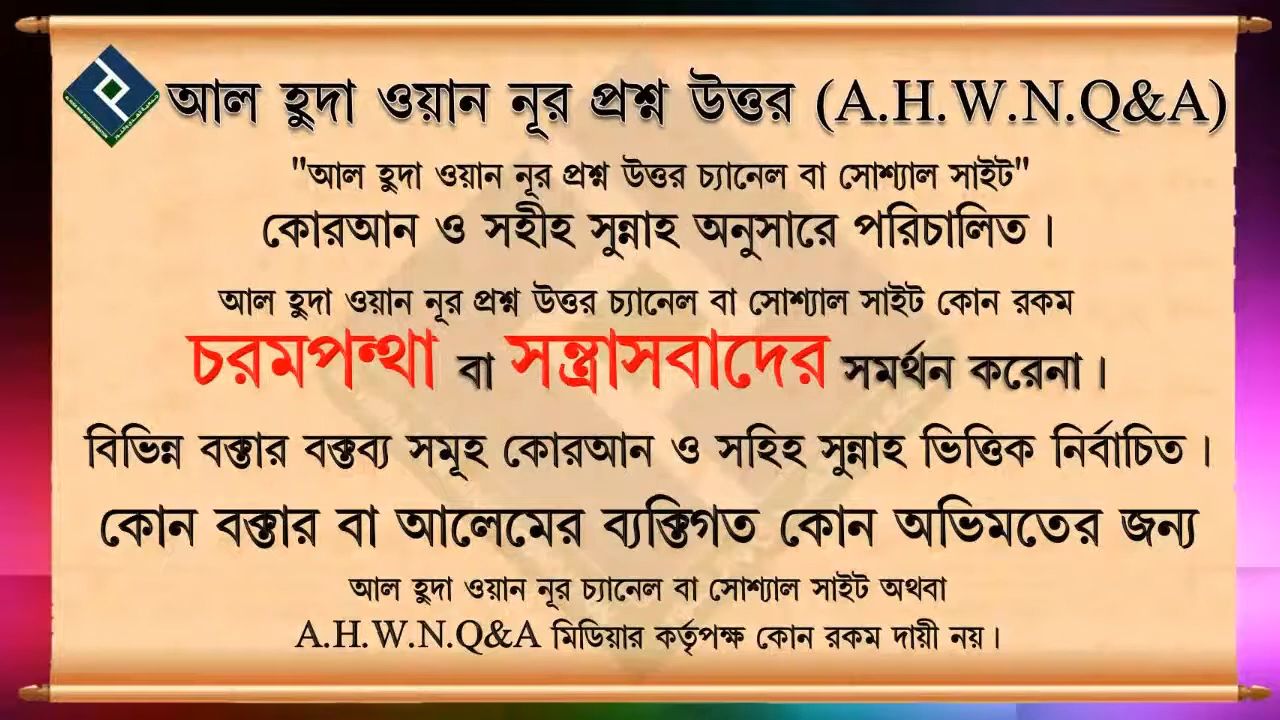 আল হুদা ওয়ান নূর প্রশ্ন উত্তর (A.H.W.N.Q&A)
"আল হুদা ওয়ান নূর প্রশ্ন উত্তর চ্যানেল বা সোশ্যাল সাইট"
কোরআন ও সহীহ সুন্নাহ অনুসারে পরিচালিত।
আল হুদা ওয়ান নূর প্রশ্ন উত্তর চ্যানেল বা সোশ্যাল সাইট কোন রকম
চরমপন্থা বা সন্ত্রাসবাদের সমর্থন করেনা।
বিভিন্ন বক্তার বক্তব্য সমূহ কোরআন ও সহিহ সুন্নাহ ভিত্তিক নির্বাচিত।
কোন বক্তার বা আলেমের ব্যক্তিগত কোন অভিমতের জন্য
আল হুদা ওয়ান নূর চ্যানেল বা সোশ্যাল সাইট অথবা
A.H.W.N.Q&A মিডিয়ার কর্তৃপক্ষ কোন রকম দায়ী নয়।